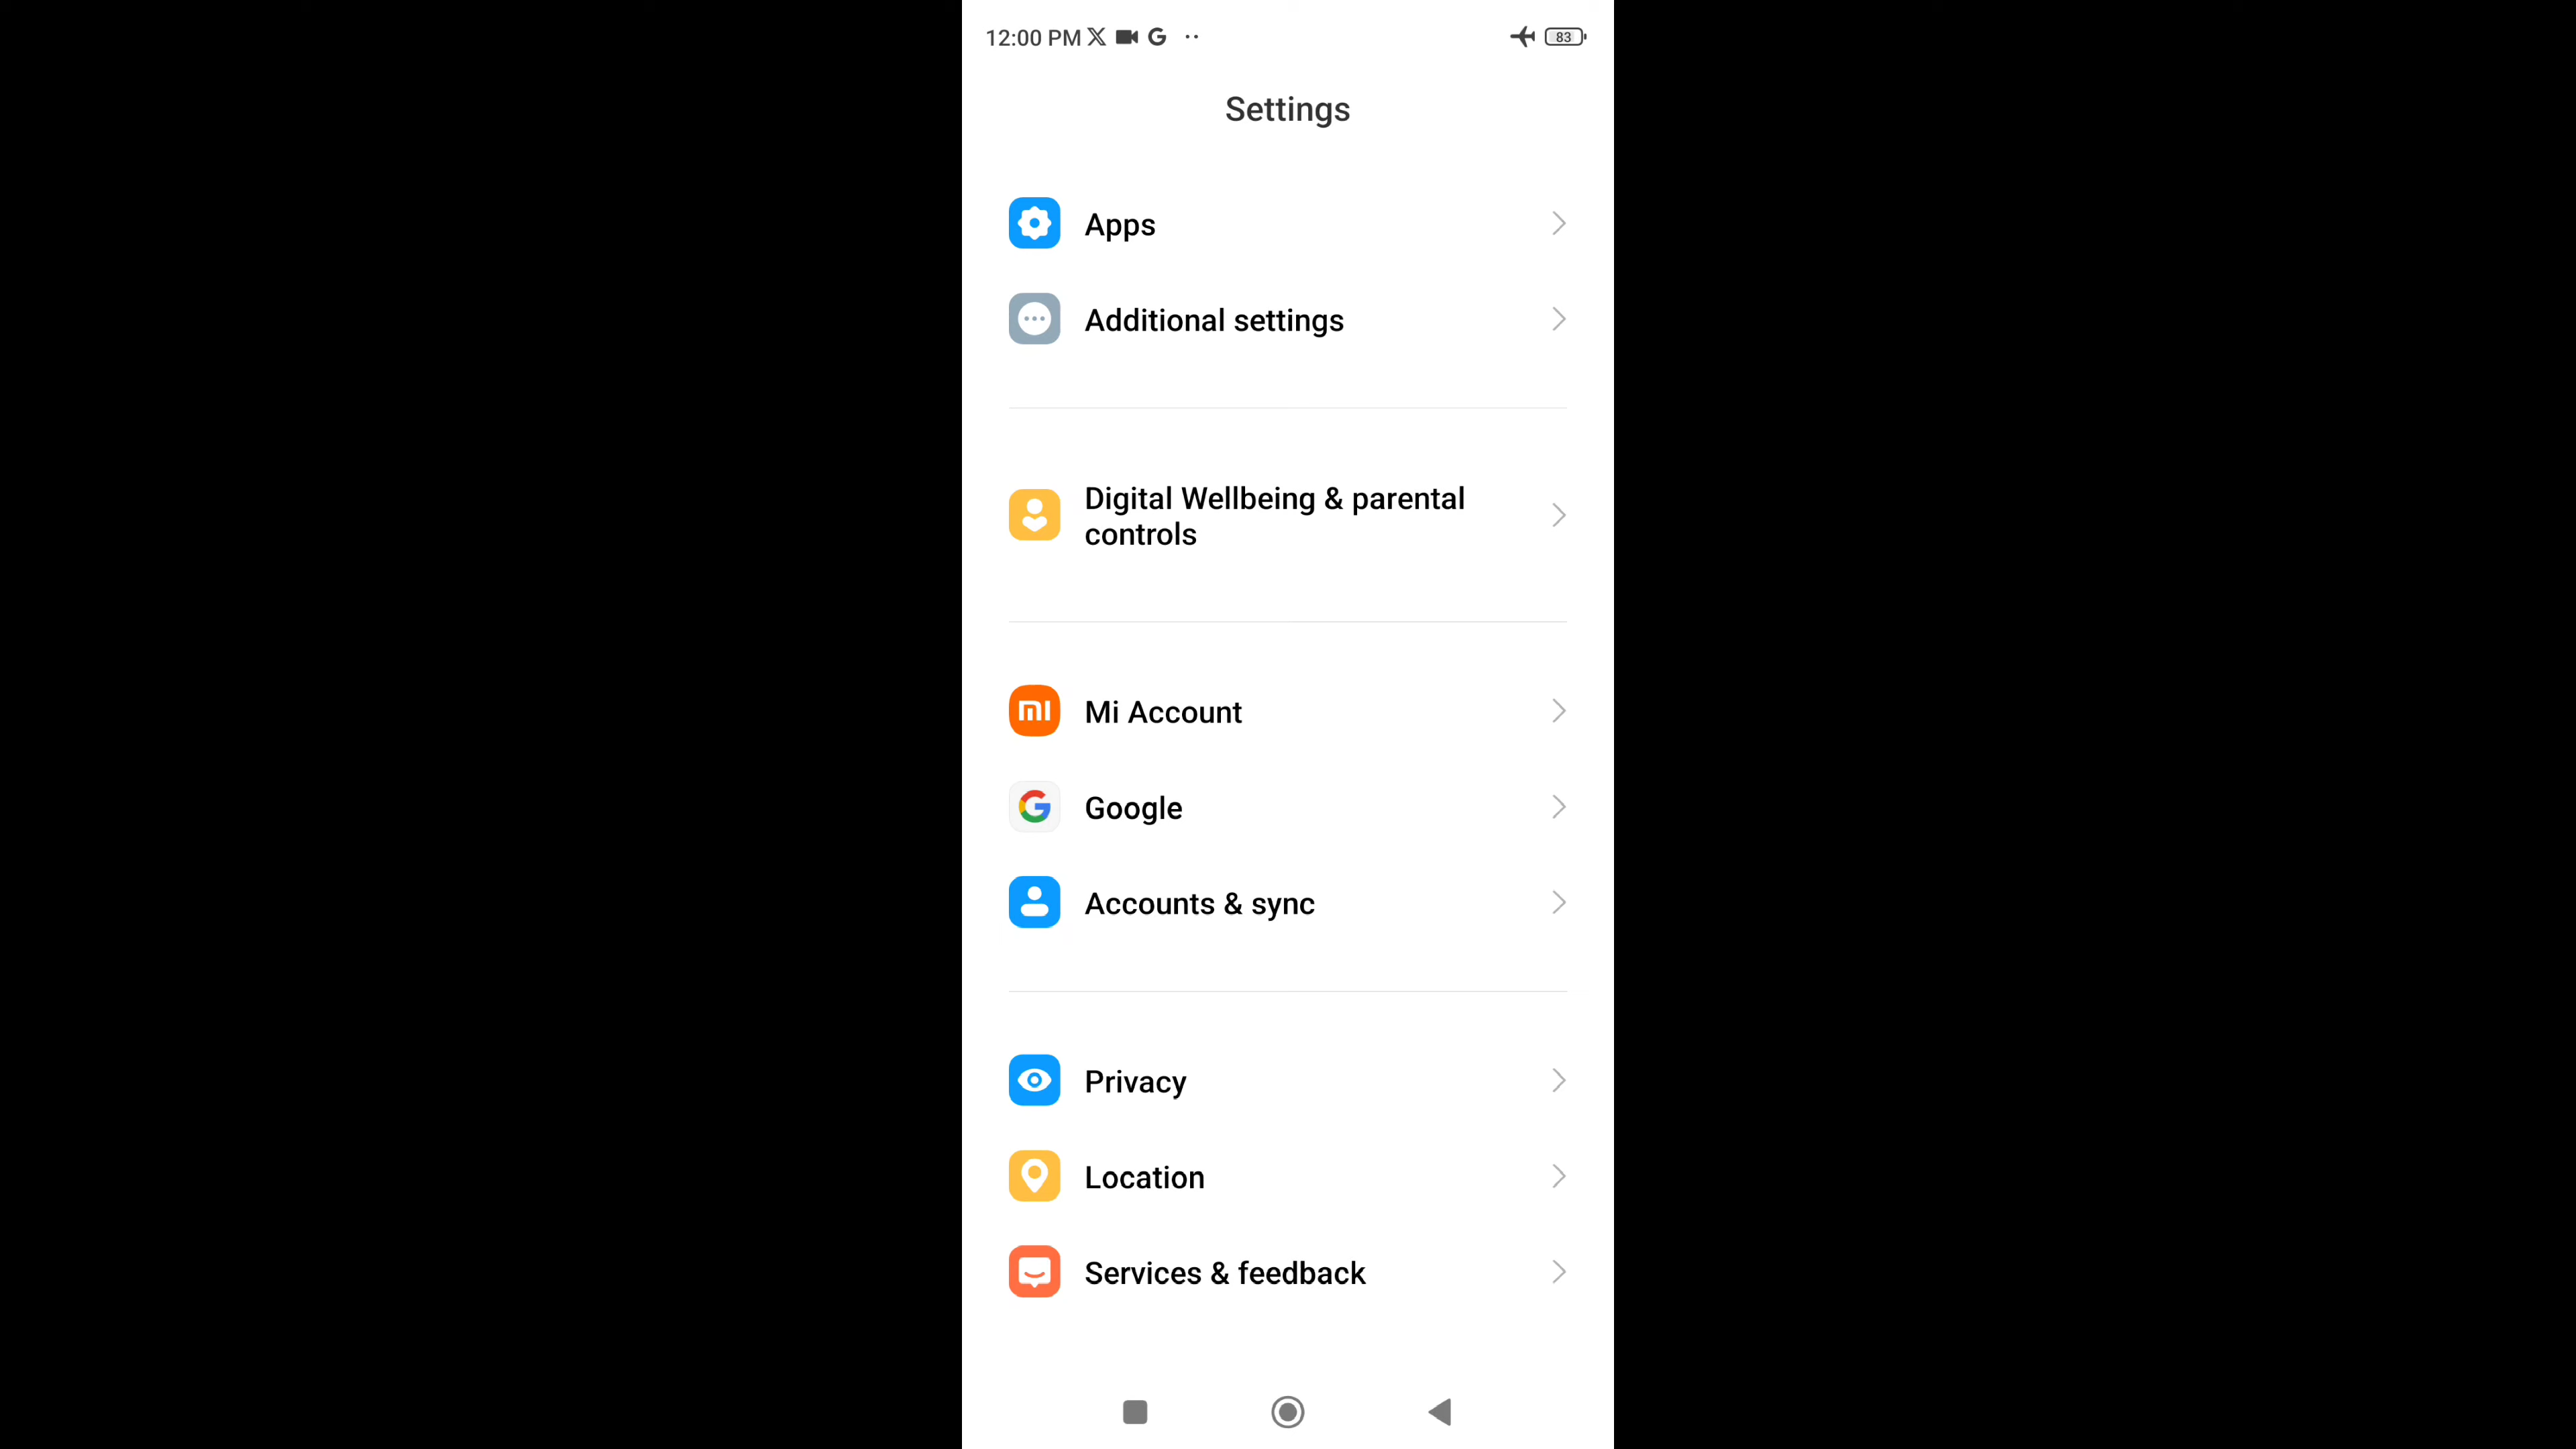 12:00 PM
83
Settings
Apps
Additional settings
Digital Wellbeing & parental
controls
Mi Account
Google
Accounts & sync
Privacy
Location
Services & feedback